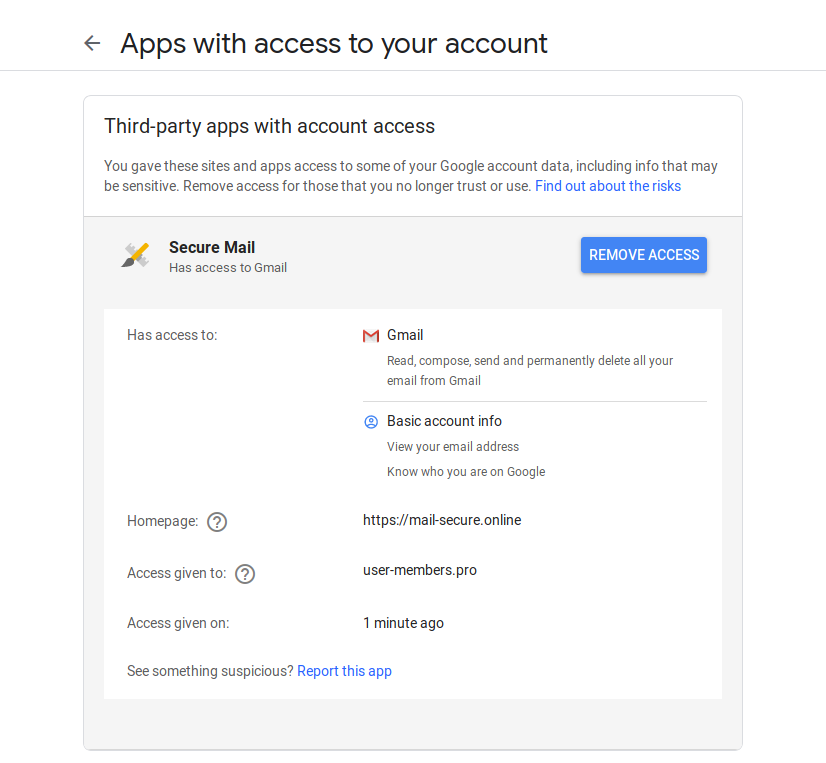 Apps with access to your account
Third-party apps with account access
You gave these sites and apps access to some of your Google account data, including info that may
be sensitive. Remove access for those that you no longer trust or use. Find out about the risks
Secure Mail
Has access to Gmail
REMOVE ACCESS
Has access to:
Gmail
Read, compose, send and permanently delete all your
email from Gmail
Basic account info
View your email address
Know who you are on Google
Homepage: ?
https://mail-secure.online
Access given to: ?
user-members.pro
Access given on:
1 minute ago
See something suspicious? Report this app